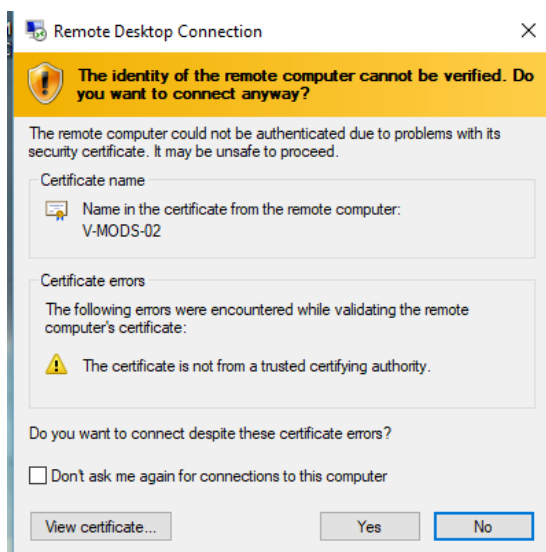 Remote Desktop Connection
The identity of the remote computer cannot be verified. Do
you want to connect anyway?
The remote computer could not be authenticated due to problems with its
security certificate. It may be unsafe to proceed.
Certificate name
Name in the certificate from the remote computer:
V-MODS-02
Certificate errors
The following errors were encountered while validating the remote
computer's certificate:
The certificate is not from a trusted certifying authority.
Do you want to connect despite these certificate errors?
Don't ask me again for connections to this computer
View certificate... Yes No